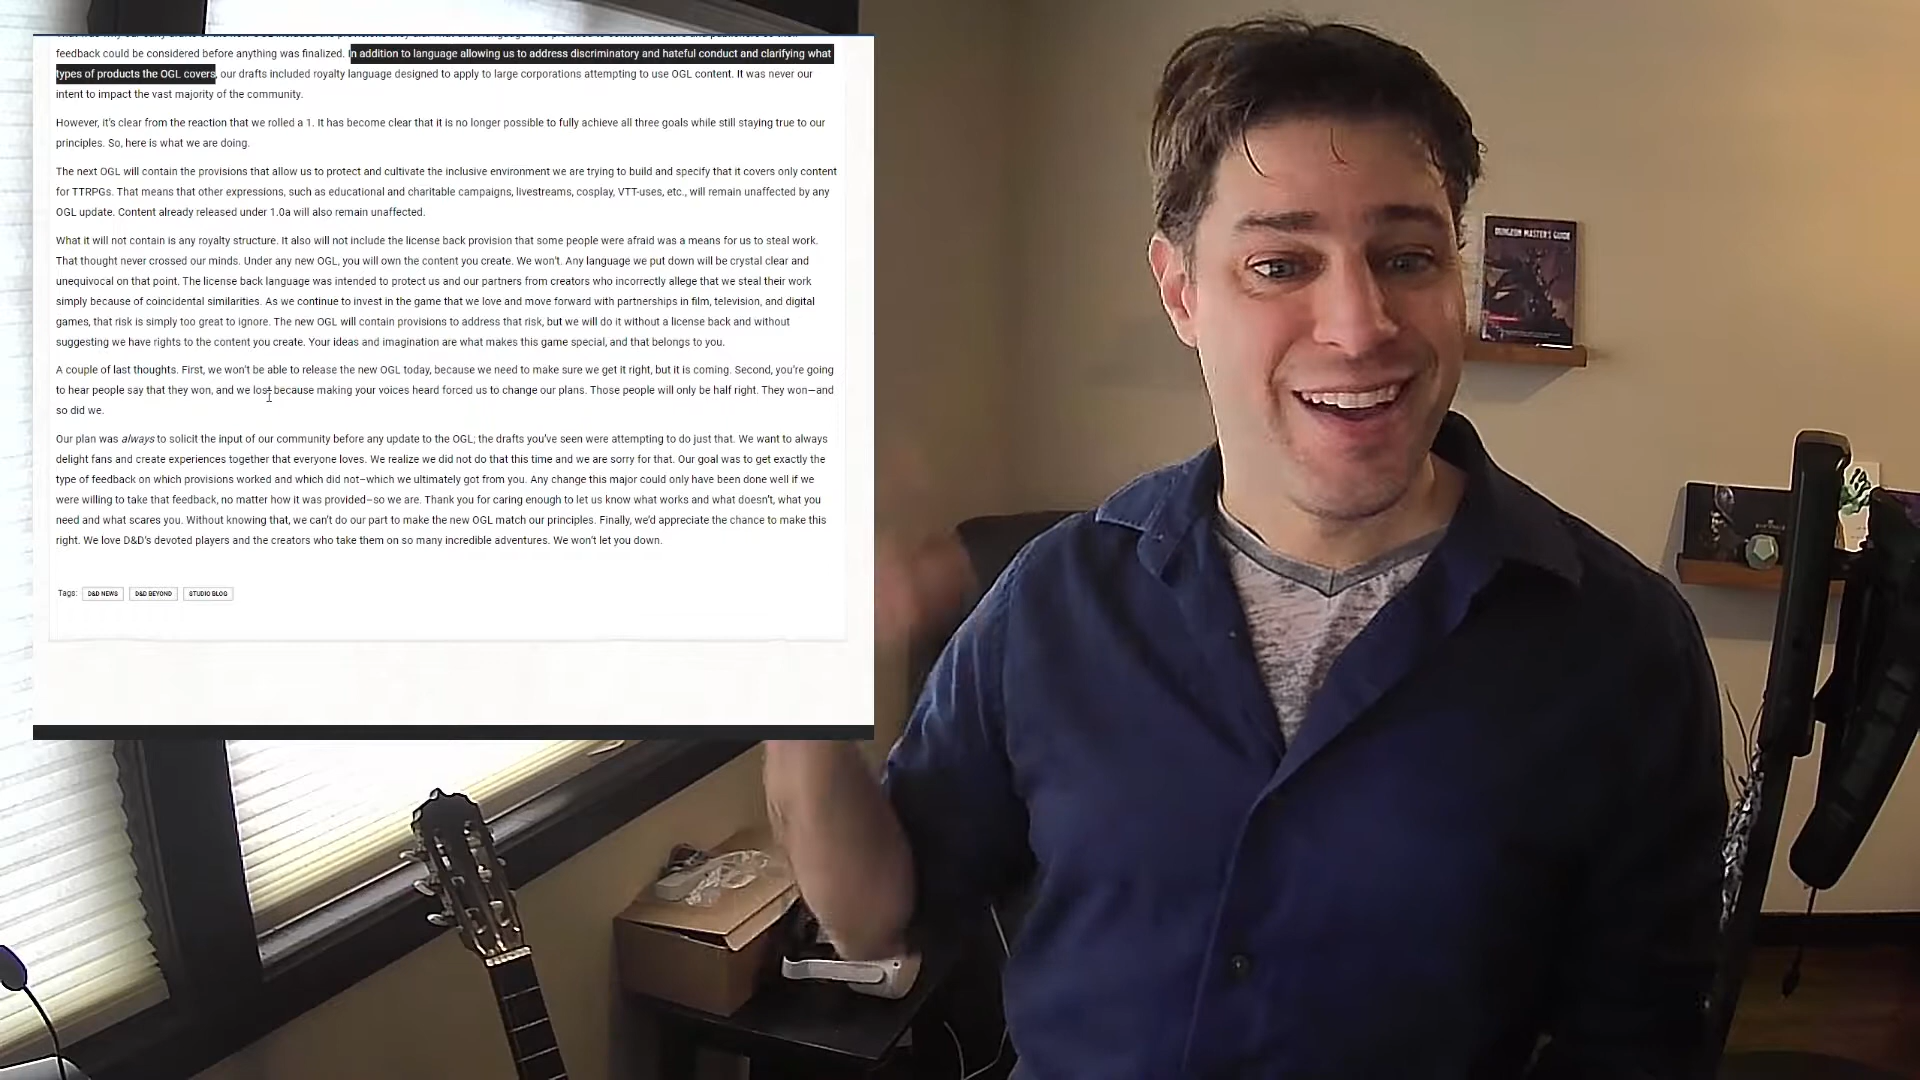 feedback could be considered before anything was finalized. In addition to language allowing us to address discriminatory and hateful conduct and clarifying what
types of products the OGL covers, our drafts included royalty language designed to apply to large corporations attempting to use OGL content. It was never our
intent to impact the vast majority of the community.
However, it's clear from the reaction that we rolled a 1. It has become clear that it is no longer possible to fully achieve all three goals while still staying true to our
principles. So, here is what we are doing.
The next OGL will contain the provisions that allow us to protect and cultivate the inclusive environment we are trying to build and specify that it covers only content
for TTRPGs. That means that other expressions, such as educational and charitable campaigns, livestreams, cosplay, VTT-uses, etc., will remain unaffected by any
OGL update. Content already released under 1.0a will also remain unaffected.
What it will not contain is any royalty structure. It also will not include the license back provision that some people were afraid was a means for us to steal work.
That thought never crossed our minds. Under any new OGL, you will own the content you create. We won't. Any language we put down will be crystal clear and
unequivocal on that point. The license back language was intended to protect us and our partners from creators who incorrectly allege that we steal their work
simply because of coincidental similarities. As we continue to invest in the game that we love and move forward with partnerships in film, television, and digital
games, that risk is simply too great to ignore. The new OGL will contain provisions to address that risk, but we will do it without a license back and without
suggesting we have rights to the content you create. Your ideas and imagination are what makes this game special, and that belongs to you.
A couple of last thoughts. First, we won't be able to release the new OGL today, because we need to make sure we get it right, but it is coming. Second, you're going
to hear people say that they won, and we lost because making your voices heard forced us to change our plans. Those people will only be half right. They won—and
so did we.
Our plan was always to solicit the input of our community before any update to the OGL; the drafts you've seen were attempting to do just that. We want to always
delight fans and create experiences together that everyone loves. We realize we did not do that this time and we are sorry for that. Our goal was to get exactly the
type of feedback on which provisions worked and which did not–which we ultimately got from you. Any change this major could only have been done well if we
were willing to take that feedback, no matter how it was provided–so we are. Thank you for caring enough to let us know what works and what doesn't, what you
need and what scares you. Without knowing that, we can't do our part to make the new OGL match our principles. Finally, we'd appreciate the chance to make this
right. We love D&D's devoted players and the creators who take them on so many incredible adventures. We won't let you down.
Tags: D&D NEWS D&D BEYOND STUDIO BLOG
DUNGEON MASTER'S GUIDE